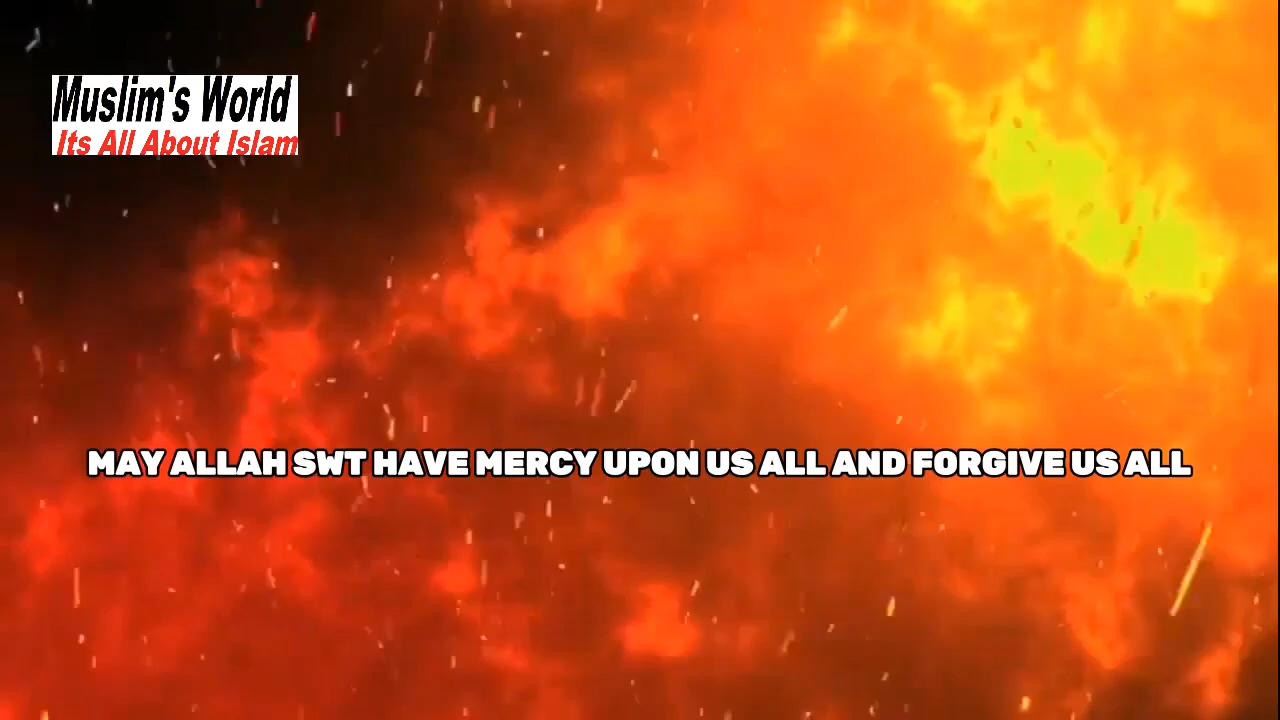 Muslim's World
Its All About Islam
MAY ALLAH SWT HAVE MERCY UPON US ALL AND FORGIVE US ALL